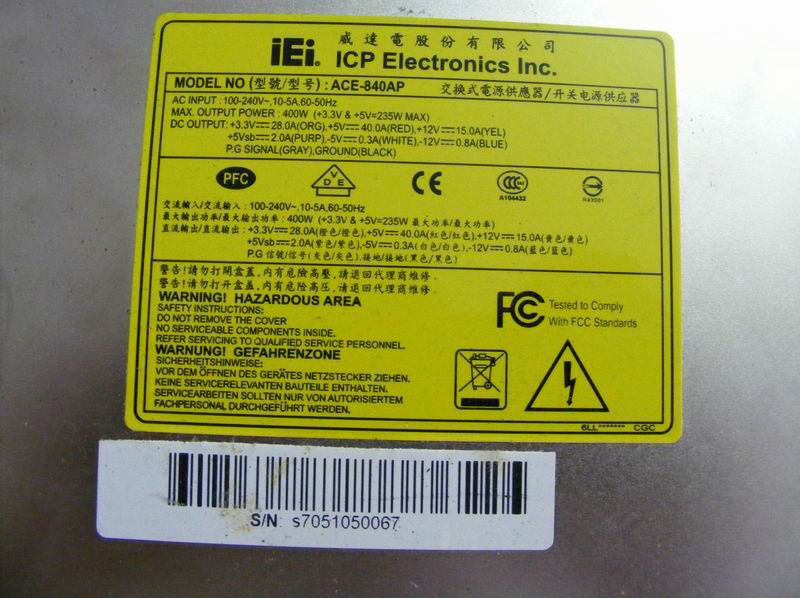 威達電股份有限公司
iEi. ICP Electronics Inc.
MODEL NO (型號/型号) : ACE-840AP 交換式電源供應器/开关电源供应器
AC INPUT : 100-240V~, 10-5A,60-50Hz
MAX. OUTPUT POWER : 400W (+3.3V & +5V=235W MAX)
DC OUTPUT: +3.3V⎓28.0A(ORG),+5V⎓40.0A(RED),+12V⎓15.0A(YEL)
+5Vsb⎓2.0A(PURP),-5V⎓0.3A(WHITE),-12V⎓0.8A(BLUE)
P.G SIGNAL(GRAY),GROUND(BLACK)
PFC VDE CE CCC
A104432 R43001
交流輸入/交流输入 : 100-240V~, 10-5A,60-50Hz
最大輸出功率/最大输出功率 : 400W (+3.3V &+5V=235W 最大功率/最大功率)
直流輸出/直流输出 : +3.3V⎓28.0A(橙色/橙色),+5V⎓40.0A(紅色/红色),+12V⎓15.0A(黃色/黄色)
+5Vsb⎓2.0A(紫色/紫色),-5V⎓0.3A(白色/白色),-12V⎓0.8A(藍色/蓝色)
P.G 信號/信号(灰色/灰色),接地/接地(黑色/黑色)
警告!請勿打開盒蓋,内有危險高壓,請退回代理商維修.
警告!请勿打开盒盖,内有危险高压,请退回代理商维修.
WARNING! HAZARDOUS AREA
SAFETY INSTRUCTIONS:
DO NOT REMOVE THE COVER
NO SERVICEABLE COMPONENTS INSIDE.
REFER SERVICING TO QUALIFIED SERVICE PERSONNEL.
FC Tested to Comply
With FCC Standards
WARNUNG! GEFAHRENZONE
SICHERHEITSHINWEISE:
VOR DEM ÖFFNEN DES GERÄTES NETZSTECKER ZIEHEN.
KEINE SERVICERELEVANTEN BAUTEILE ENTHALTEN.
SERVICEARBEITEN SOLLTEN NUR VON AUTORISIERTEM
FACHPERSONAL DURCHGEFÜHRT WERDEN.
6LL******* CGC
S/N: s7051050067